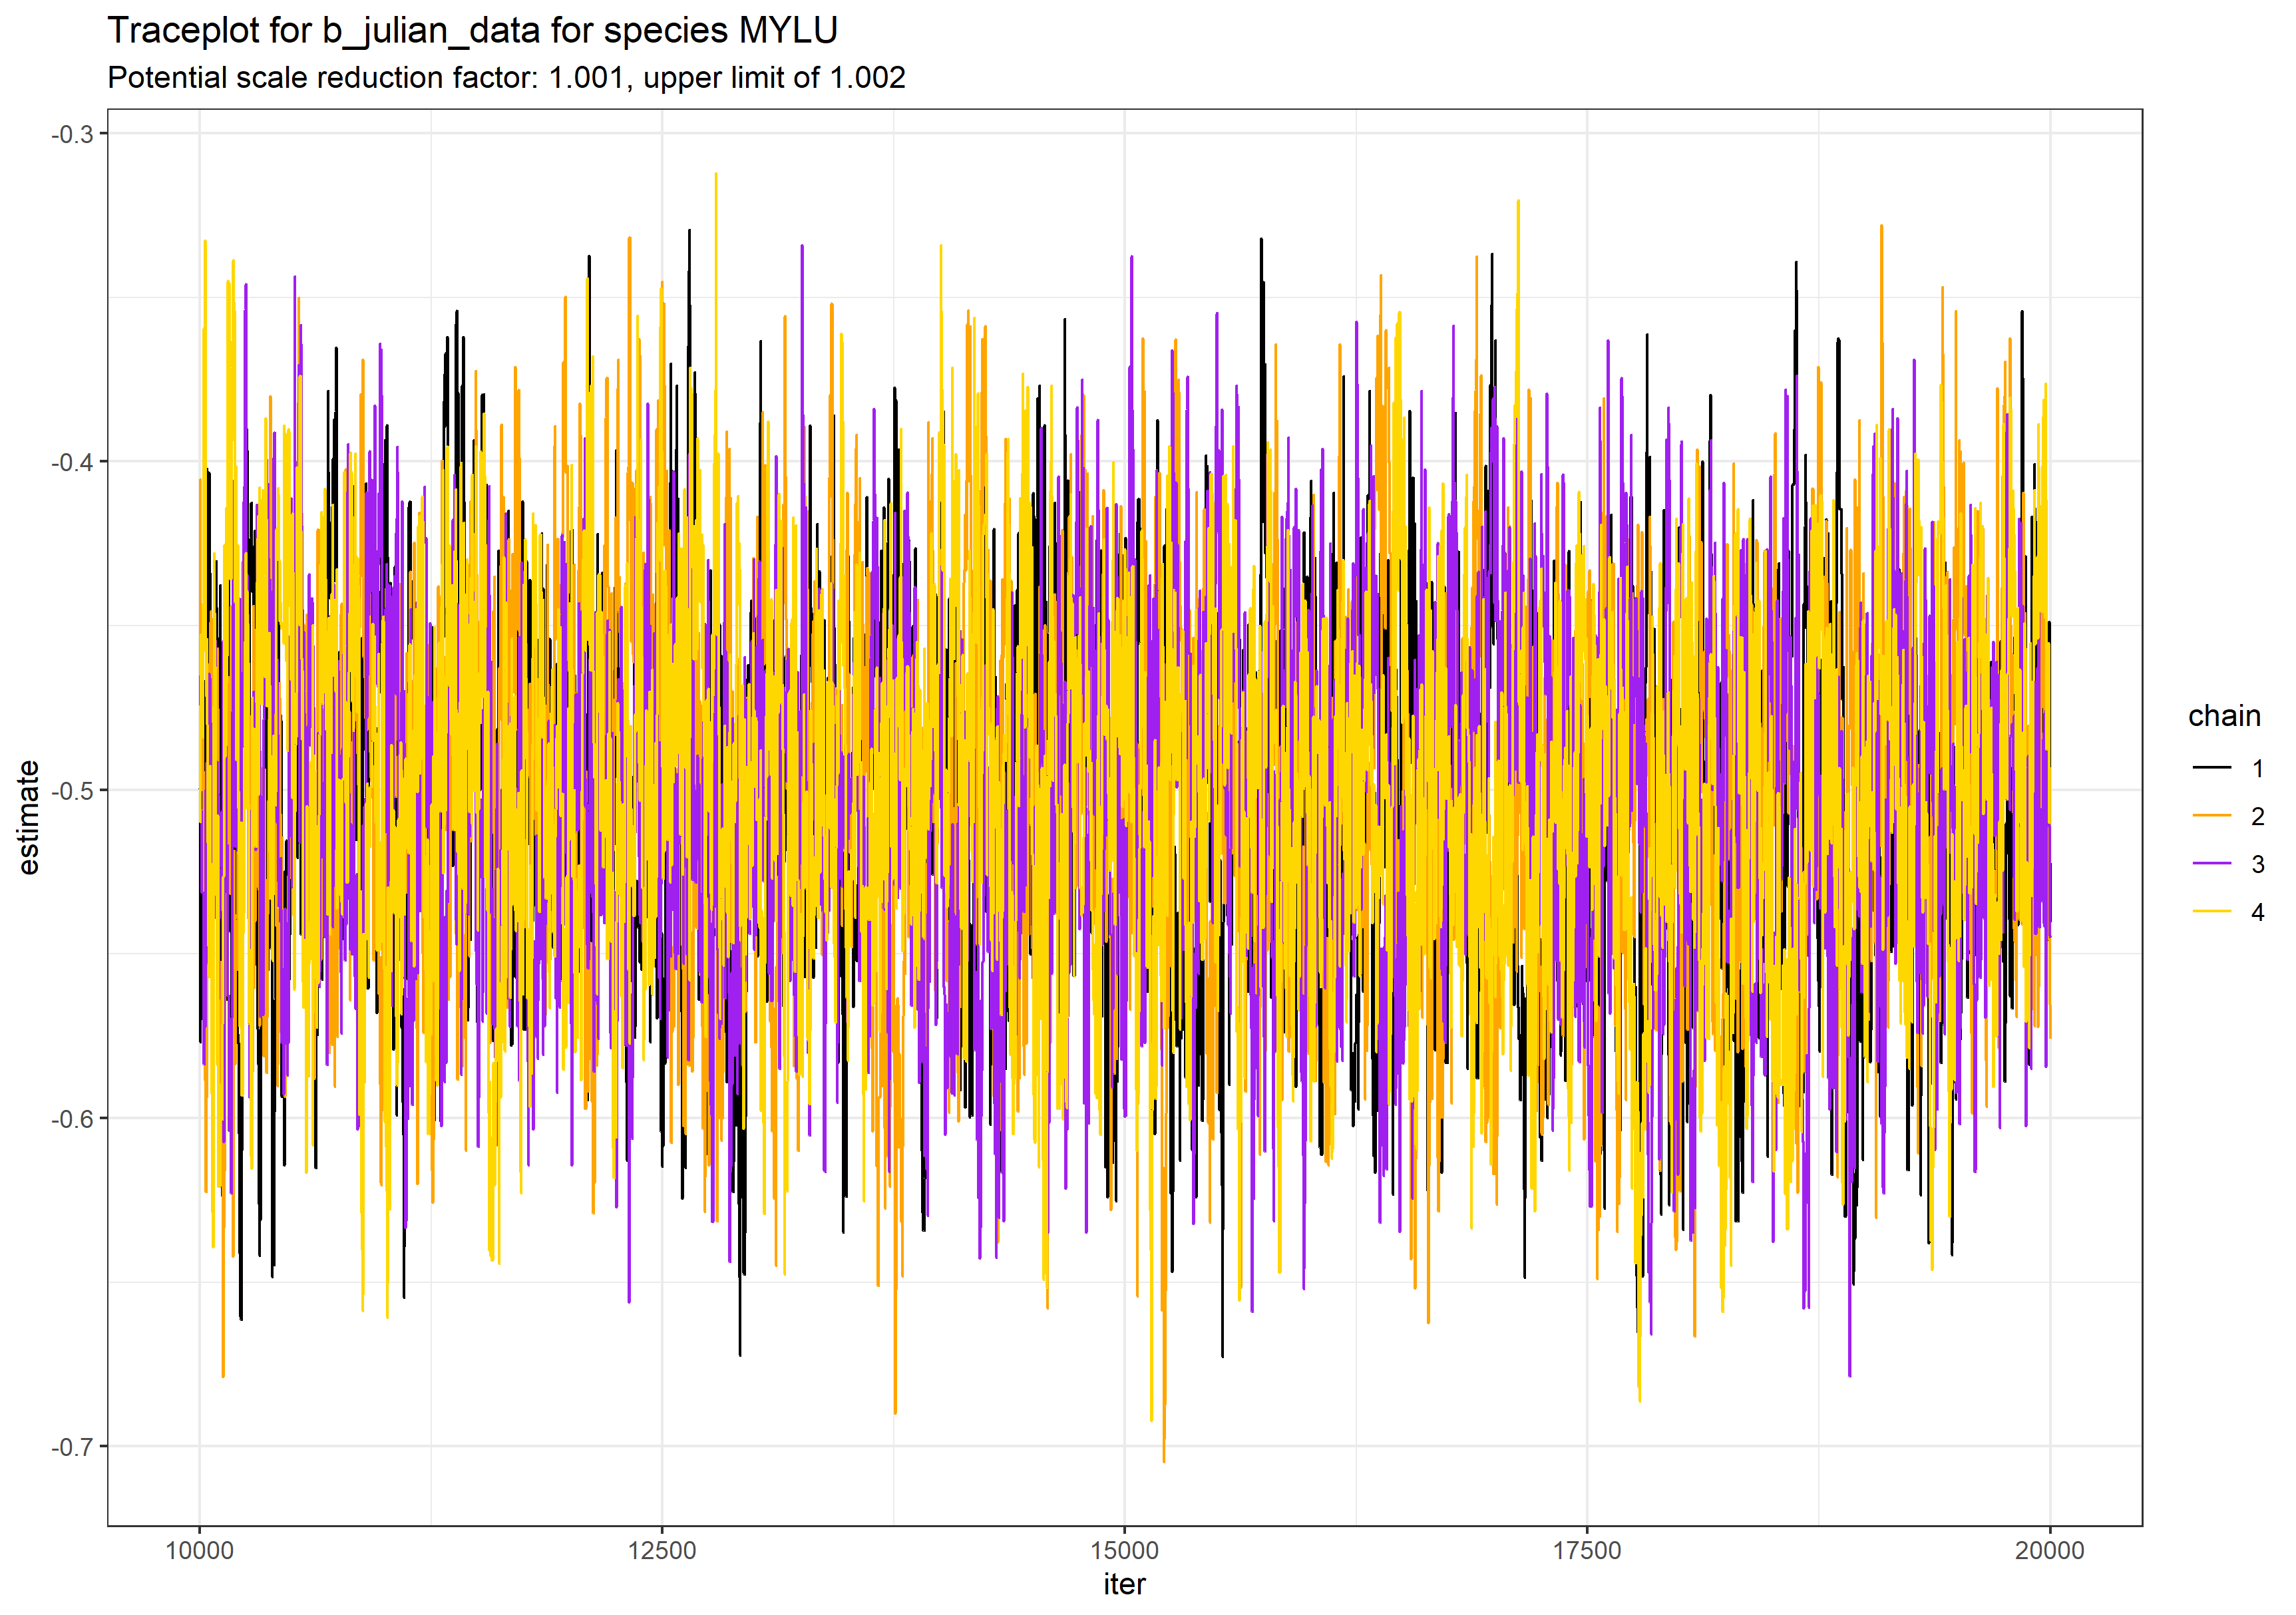 Traceplot for b_julian_data for species MYLU
Potential scale reduction factor: 1.001, upper limit of 1.002
-0.3
-0.4
-0.5
-0.6
-0.7
estimate
10000 12500 15000 17500 20000
iter
chain
1
2
3
4